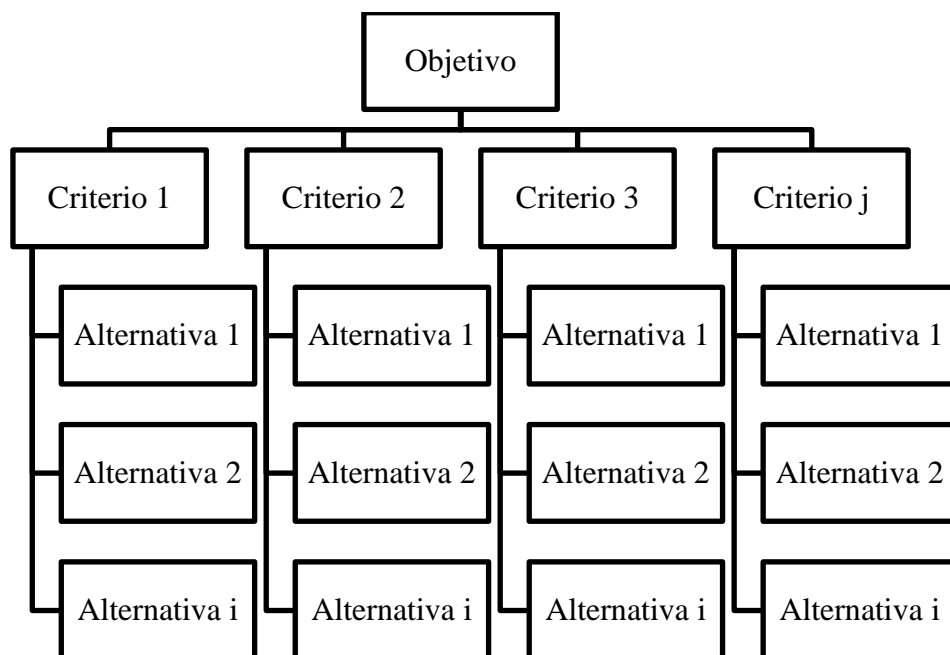 Objetivo
Criterio 1
Criterio 2
Criterio 3
Criterio j
Alternativa 1
Alternativa 1
Alternativa 1
Alternativa 1
Alternativa 2
Alternativa 2
Alternativa 2
Alternativa 2
Alternativa i
Alternativa i
Alternativa i
Alternativa i